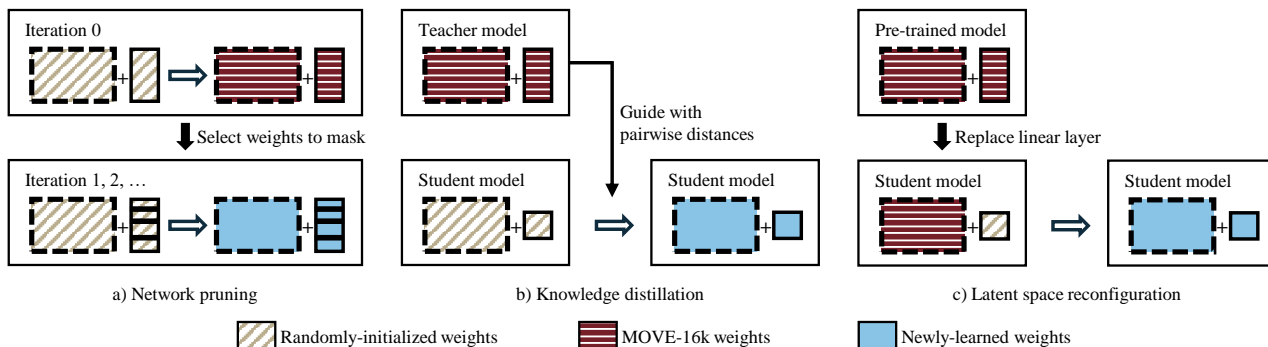 Iteration 0
+
+
Select weights to mask
Iteration 1, 2, …
+
+
a) Network pruning
Teacher model
+
Guide with
pairwise distances
Student model
+
Student model
+
b) Knowledge distillation
Pre-trained model
+
Replace linear layer
Student model
+
Student model
+
c) Latent space reconfiguration
Randomly-initialized weights
MOVE-16k weights
Newly-learned weights